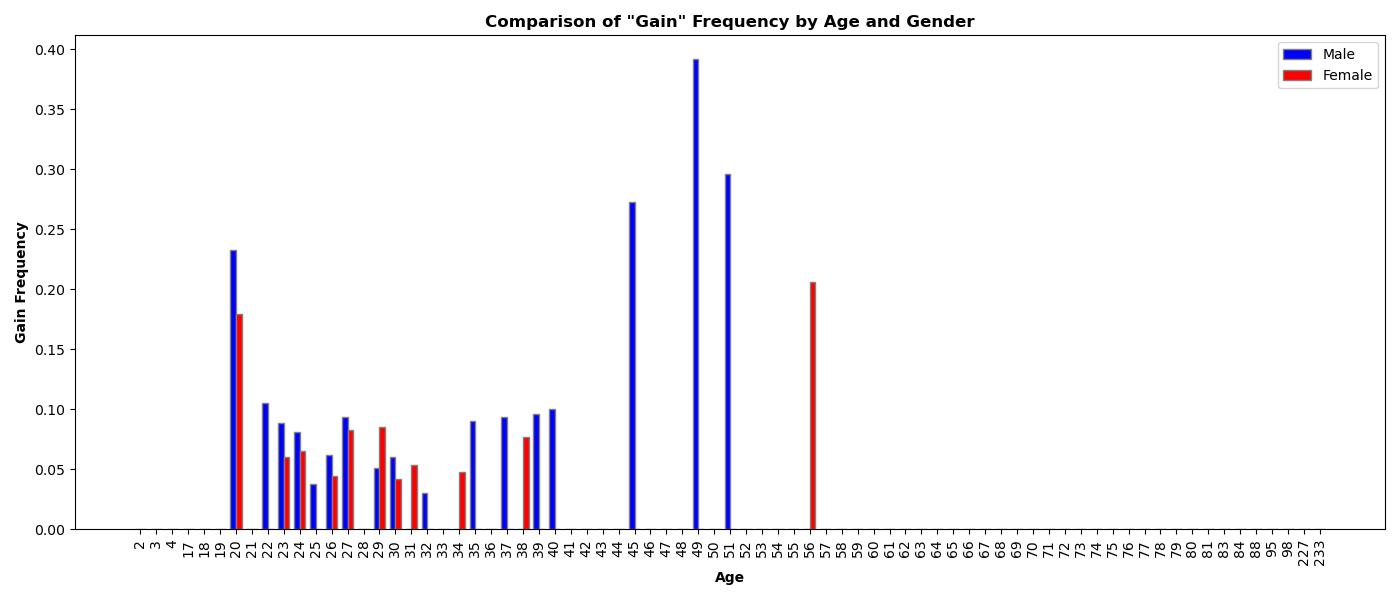 Comparison of "Gain" Frequency by Age and Gender
Male
Female
Gain Frequency
0.40
0.35
0.30
0.25
0.20
0.15
0.10
0.05
0.00
2 3 4 17 18 19 20 21 22 23 24 25 26 27 28 29 30 31 32 33 34 35 36 37 38 39 40 41 42 43 44 45 46 47 48 49 50 51 52 53 54 55 56 57 58 59 60 61 62 63 64 65 66 67 68 69 70 71 72 73 74 75 76 77 78 79 80 81 83 84 88 95 98 227 233
Age